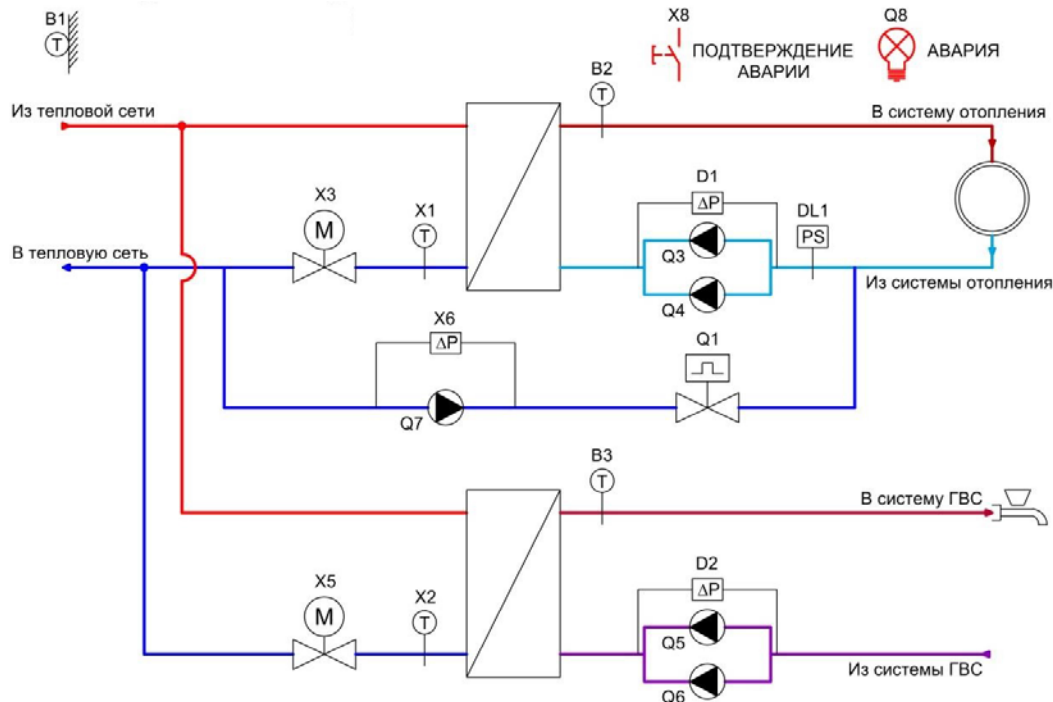 B1
T
X8
ПОДТВЕРЖДЕНИЕ
АВАРИИ
Q8
АВАРИЯ
B2
T
Из тепловой сети
В систему отопления
X3
M
X1
T
D1
ΔP
DL1
PS
Q3
В тепловую сеть
Из системы отопления
Q4
X6
ΔP
Q1
Q7
B3
T
В систему ГВС
X5
M
X2
T
D2
ΔP
Q5
Из системы ГВС
Q6